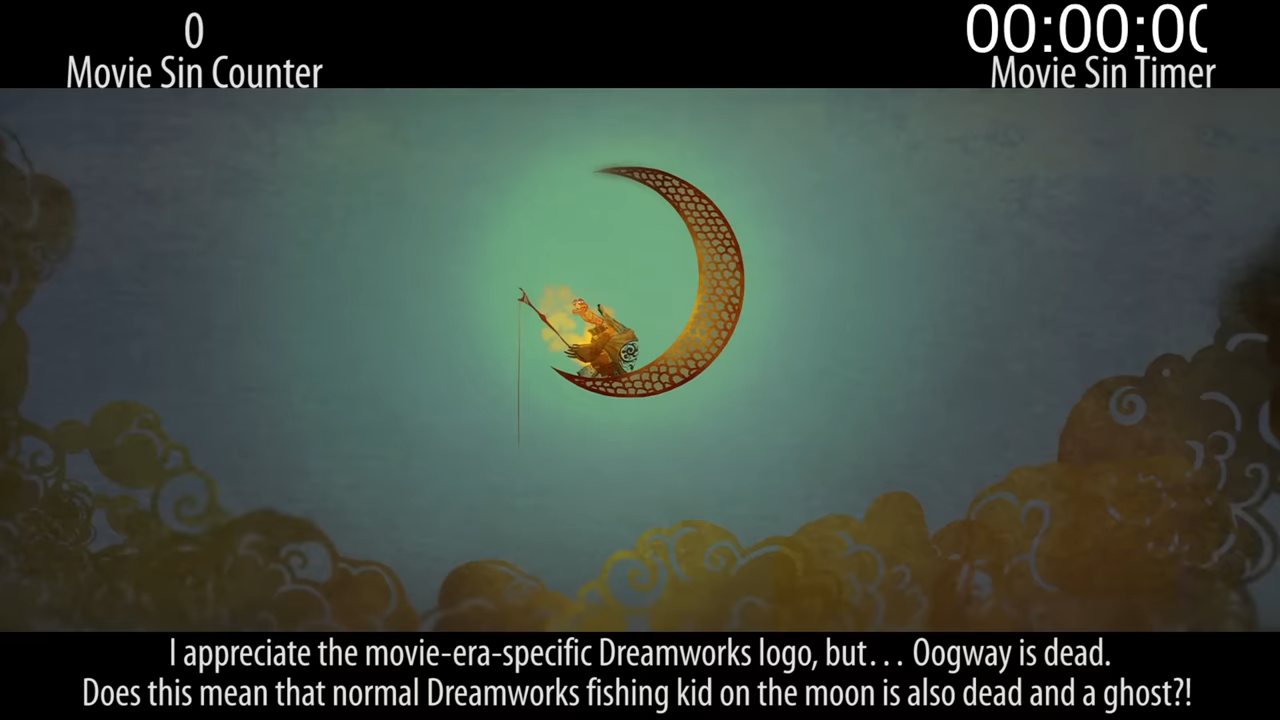 0
00:00:00
Movie Sin Counter
Movie Sin Timer
I appreciate the movie-era-specific Dreamworks logo, but… Oogway is dead.
Does this mean that normal Dreamworks fishing kid on the moon is also dead and a ghost?!